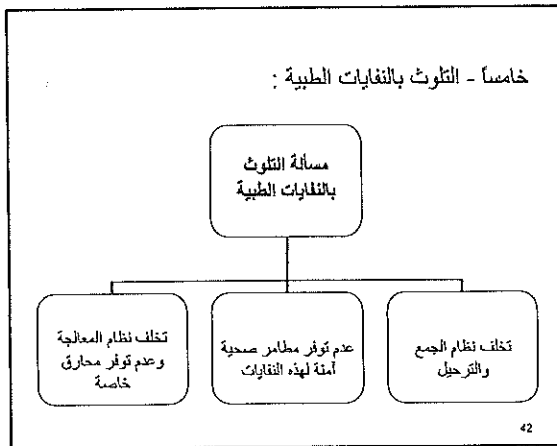 خامساً - التلوث بالنفايات الطبية :
مسألة التلوث
بالنفايات الطبية
تخلف نظام الجمع
والترحيل
عدم توفر مطامر صحية
آمنة لهذه النفايات
تخلف نظام المعالجة
وعدم توفر محارق
خاصة
42